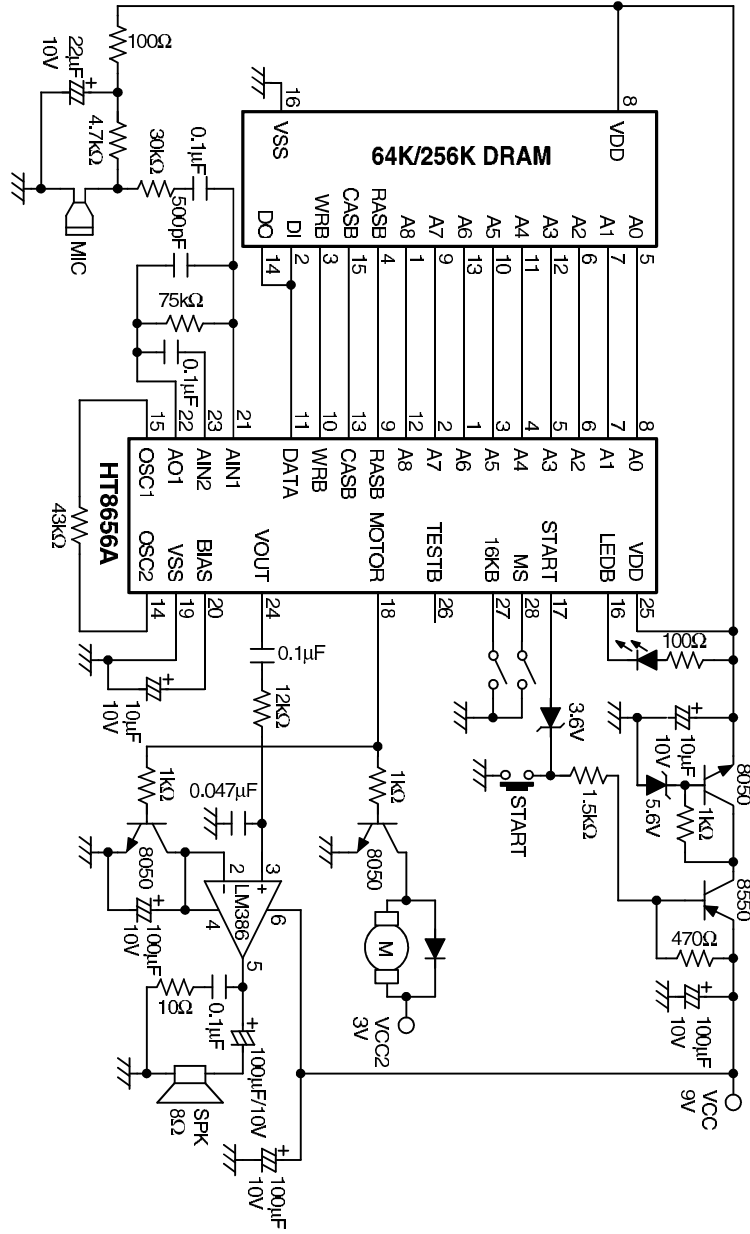 100Ω
22µF
10V
4.7kΩ
30kΩ
0.1µF
500pF
MIC
75kΩ
0.1µF
16
VSS
8
VDD
64K/256K DRAM
DO
DI
WRB
CASB
RASB
A8
A7
A6
A5
A4
A3
A2
A1
A0
14
2
3
15
4
1
9
13
10
11
12
6
7
5
15
22
23
21
11
10
13
9
12
2
1
3
4
5
6
7
8
OSC1
AO1
AIN2
AIN1
DATA
WRB
CASB
RASB
A8
A7
A6
A5
A4
A3
A2
A1
A0
HT8656A
43kΩ
OSC2
VSS
BIAS
VOUT
MOTOR
TESTB
16KB
MS
START
LEDB
VDD
14
19
20
24
18
26
27
28
17
16
25
10µF
10V
0.1µF
12kΩ
3.6V
100Ω
10µF
10V
5.6V
8050
1kΩ
1kΩ
0.047µF
1kΩ
START
1.5kΩ
8050
8050
8550
2
3
4
6
5
LM386
100µF
10V
M
470Ω
10Ω
0.1µF
100µF/10V
VCC2
3V
100µF
10V
SPK
8Ω
VCC
9V
100µF
10V